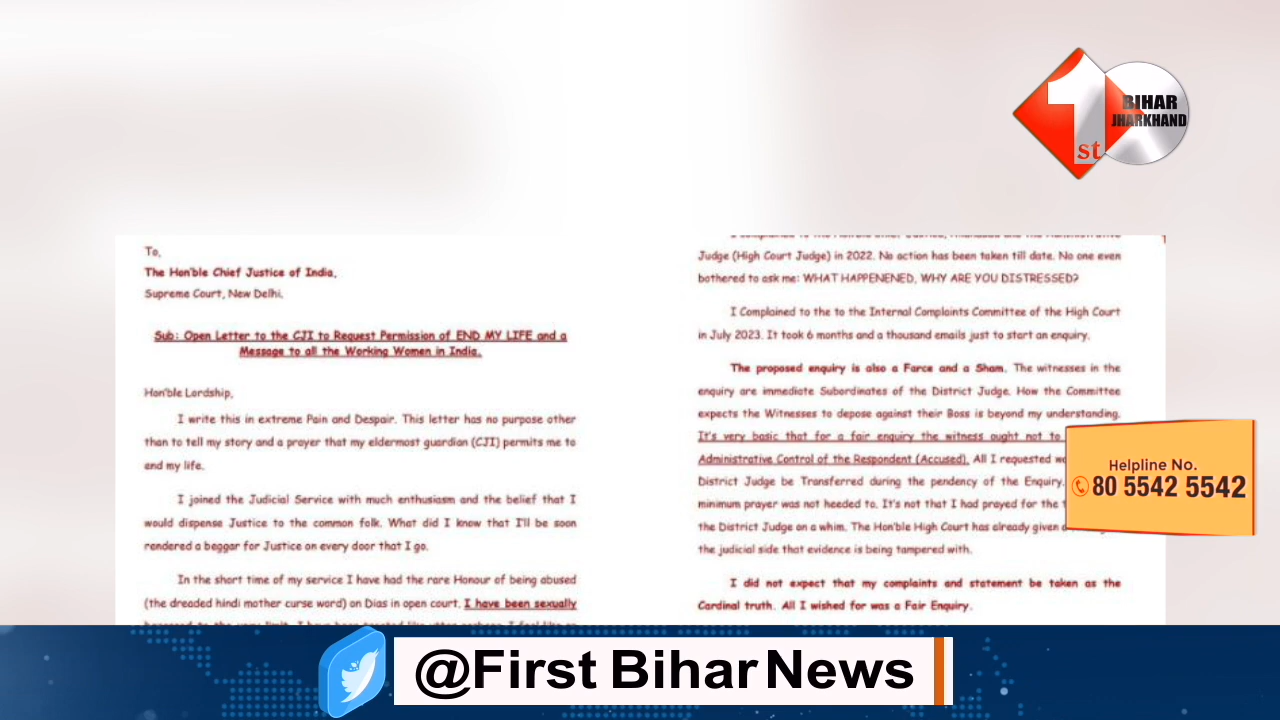 1
st
BIHAR
JHARKHAND
To,
The Hon'ble Chief Justice of India,
Supreme Court, New Delhi.
Sub: Open Letter to the CJI to Request Permission of END MY LIFE and a
Message to all the Working Women in India.
Hon'ble Lordship,
I write this in extreme Pain and Despair. This letter has no purpose other
than to tell my story and a prayer that my eldermost guardian (CJI) permits me to
end my life.
I joined the Judicial Service with much enthusiasm and the belief that I
would dispense Justice to the common folk. What did I know that I'll be soon
rendered a beggar for Justice on every door that I go.
In the short time of my service I have had the rare Honour of being abused
(the dreaded hindi mother curse word) on Dias in open court. I have been sexually
Judge (High Court Judge) in 2022. No action has been taken till date. No one even
bothered to ask me: WHAT HAPPENENED, WHY ARE YOU DISTRESSED?
I Complained to the to the Internal Complaints Committee of the High Court
in July 2023. It took 6 months and a thousand emails just to start an enquiry.
The proposed enquiry is also a Farce and a Sham. The witnesses in the
enquiry are immediate Subordinates of the District Judge. How the Committee
expects the Witnesses to depose against their Boss is beyond my understanding.
It's very basic that for a fair enquiry the witness ought not to
Administrative Control of the Respondent (Accused). All I requested
District Judge be Transferred during the pendency of the Enquiry.
minimum prayer was not heeded to. It's not that I had prayed for the
the District Judge on a whim. The Hon'ble High Court has already given
the judicial side that evidence is being tampered with.
I did not expect that my complaints and statement be taken as the
Cardinal truth. All I wished for was a Fair Enquiry.
Helpline No.
80 5542 5542
@First Bihar News